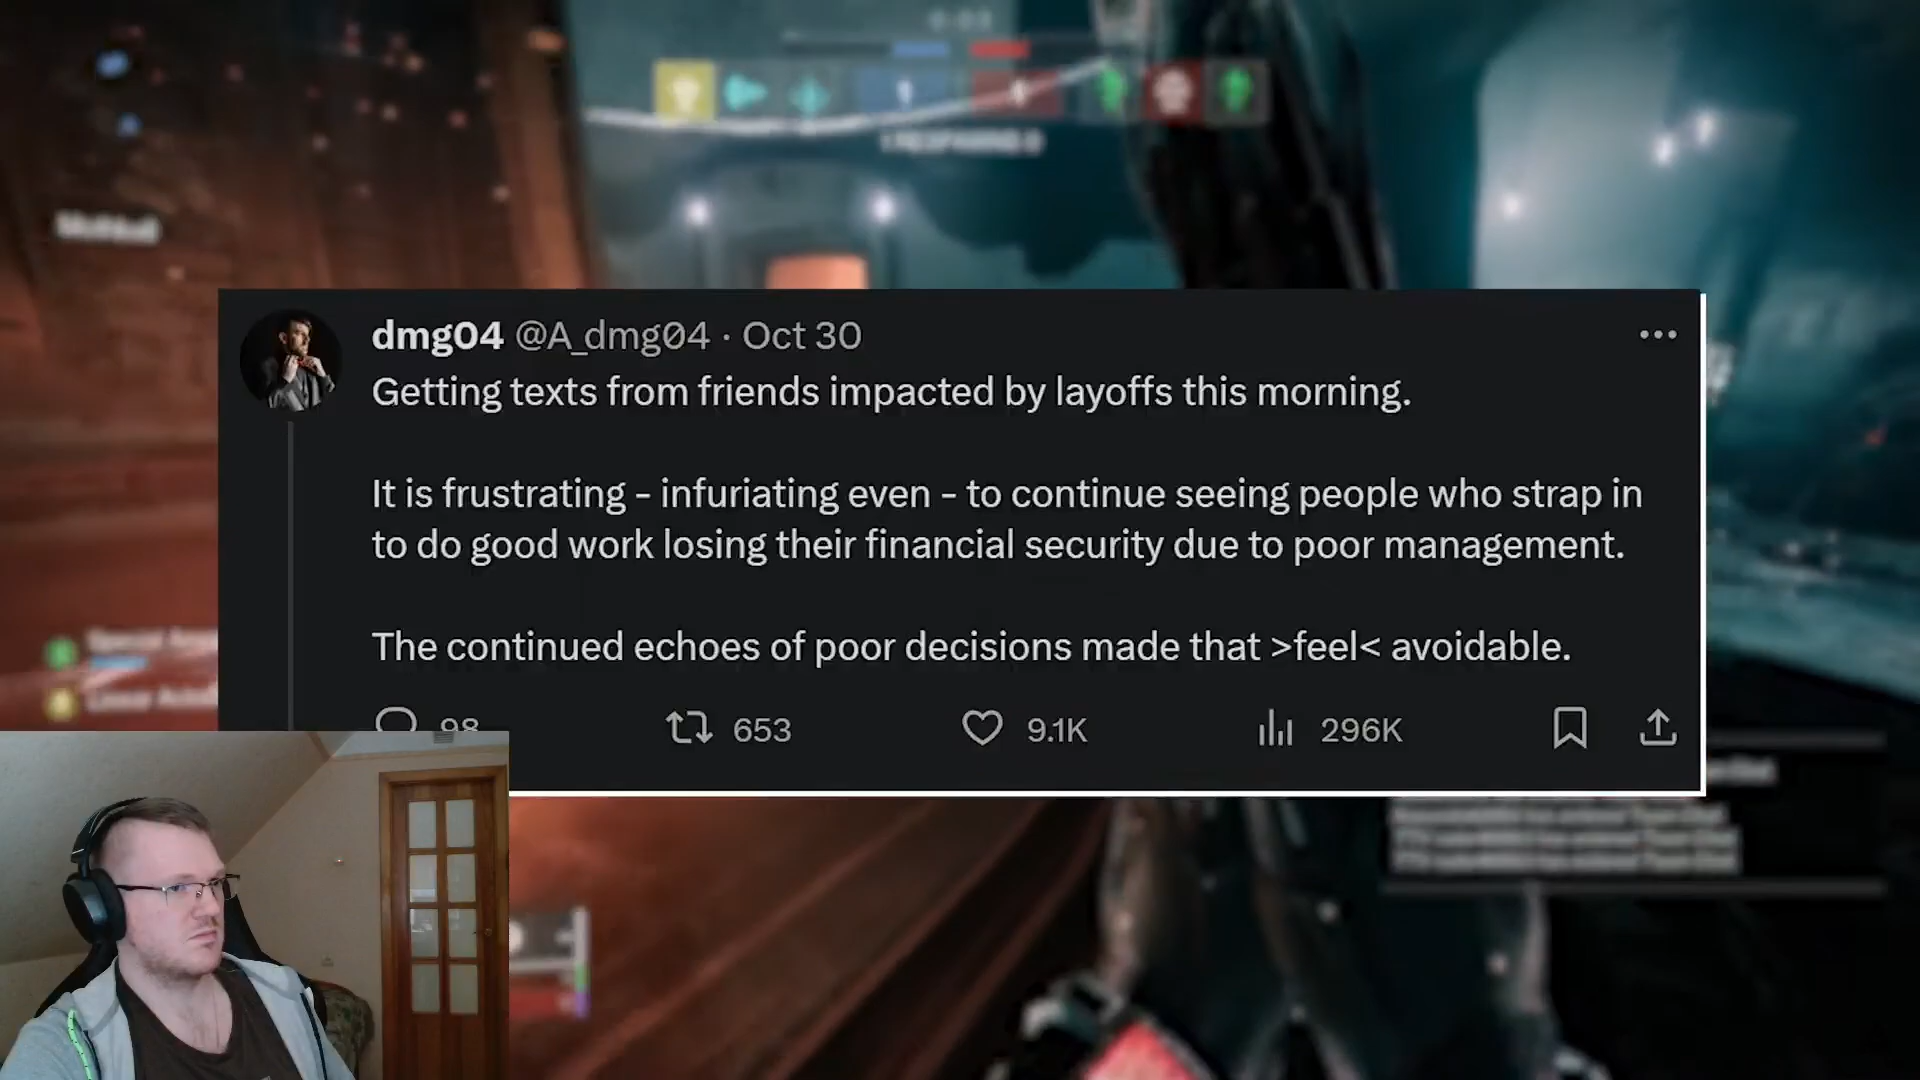 dmg04 @A_dmg04 · Oct 30
Getting texts from friends impacted by layoffs this morning.
It is frustrating – infuriating even – to continue seeing people who strap in
to do good work losing their financial security due to poor management.
The continued echoes of poor decisions made that >feel< avoidable.
98 653 9.1K 296K